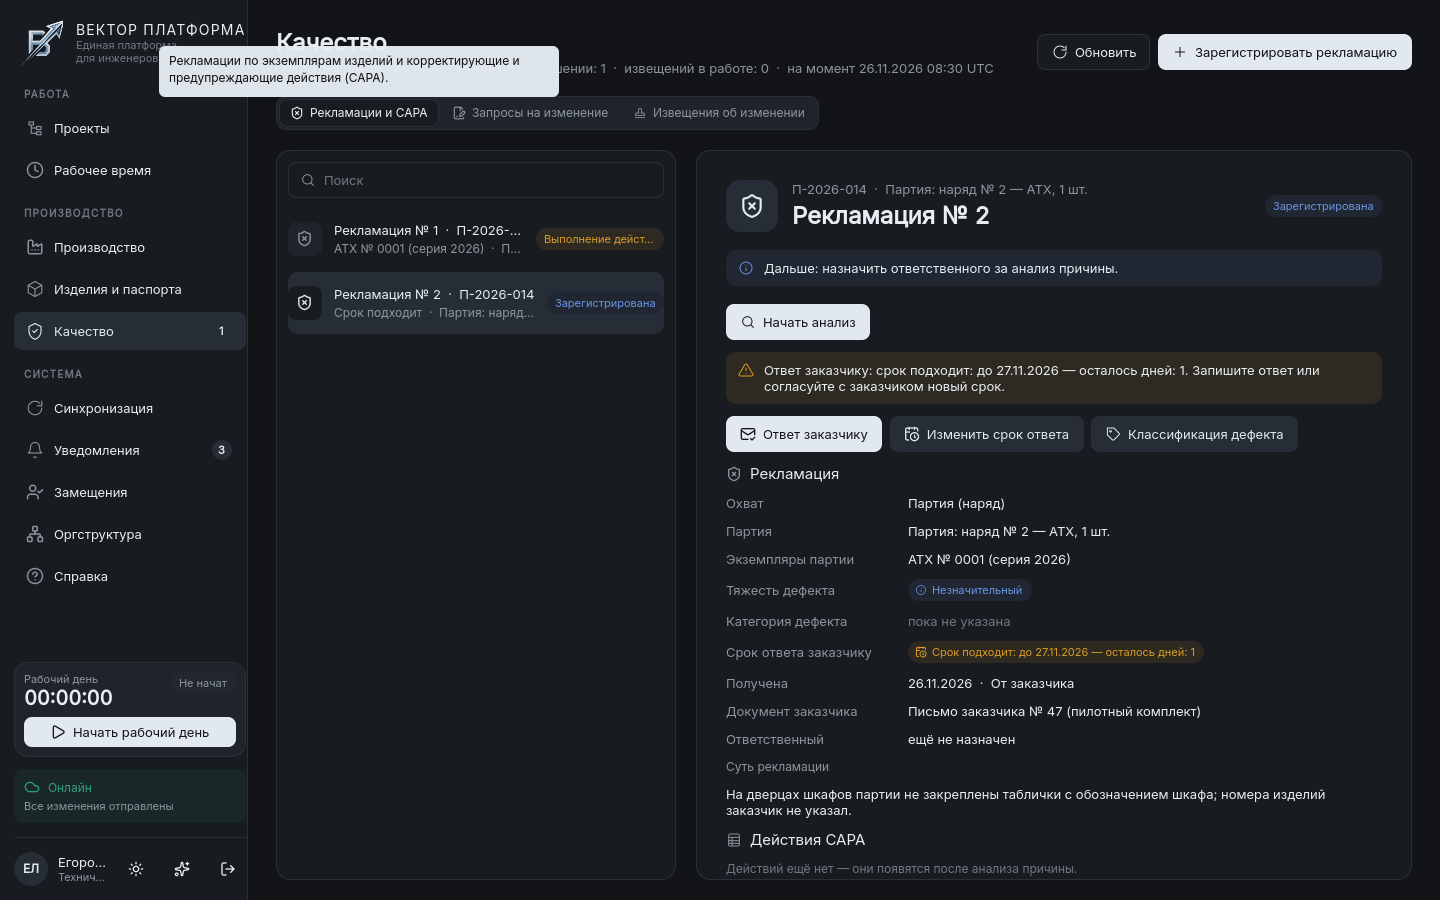 ВЕКТОР ПЛАТФОРМА
Единая платформа
для инженеров
РАБОТА
Проекты
Рабочее время
ПРОИЗВОДСТВО
Производство
Изделия и паспорта
Качество 1
СИСТЕМА
Синхронизация
Уведомления 3
Замещения
Оргструктура
Справка
Рабочий день
Не начат
00:00:00
Начать рабочий день
Онлайн
Все изменения отправлены
ЕЛ
Егоро...
Технич...
Качество
Рекламации по экземплярам изделий и корректирующие и
предупреждающие действия (CAPA).
: 1 · извещений в работе: 0 · на момент 26.11.2026 08:30 UTC
Обновить
Зарегистрировать рекламацию
Рекламации и CAPA
Запросы на изменение
Извещения об изменении
Поиск
Рекламация № 1 · П-2026-...
АТХ № 0001 (серия 2026) · П...
Выполнение дейст...
Рекламация № 2 · П-2026-014
Срок подходит · Партия: наряд...
Зарегистрирована
П-2026-014 · Партия: наряд № 2 — АТХ, 1 шт.
Рекламация № 2
Зарегистрирована
Дальше: назначить ответственного за анализ причины.
Начать анализ
Ответ заказчику: срок подходит: до 27.11.2026 — осталось дней: 1. Запишите ответ или
согласуйте с заказчиком новый срок.
Ответ заказчику
Изменить срок ответа
Классификация дефекта
Рекламация
Охват Партия (наряд)
Партия Партия: наряд № 2 — АТХ, 1 шт.
Экземпляры партии АТХ № 0001 (серия 2026)
Тяжесть дефекта Незначительный
Категория дефекта пока не указана
Срок ответа заказчику Срок подходит: до 27.11.2026 — осталось дней: 1
Получена 26.11.2026 · От заказчика
Документ заказчика Письмо заказчика № 47 (пилотный комплект)
Ответственный ещё не назначен
Суть рекламации
На дверцах шкафов партии не закреплены таблички с обозначением шкафа; номера изделий
заказчик не указал.
Действия CAPA
Действий ещё нет — они появятся после анализа причины.